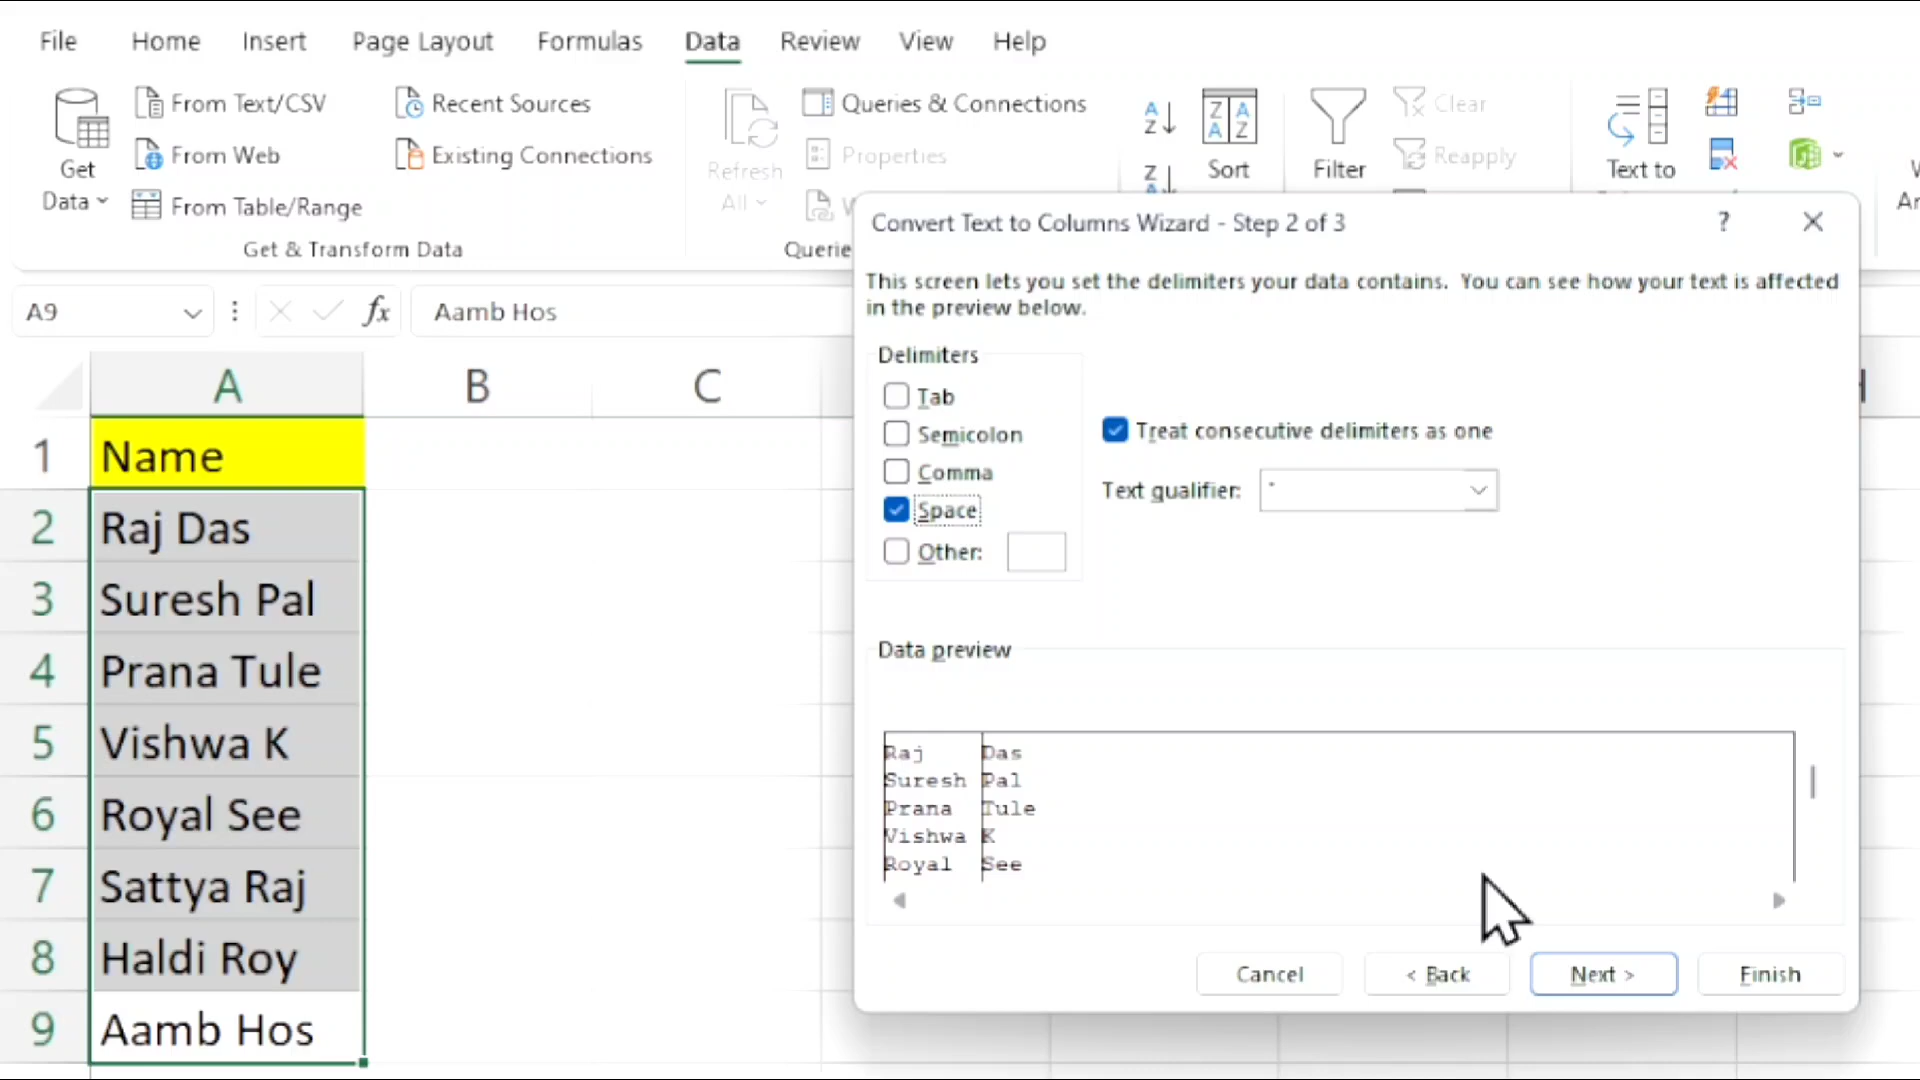 File Home Insert Page Layout Formulas Data Review View Help
From Text/CSV Recent Sources Queries & Connections Clear
From Web Existing Connections Properties Reapply
Get Data From Table/Range Refresh All Sort Filter Text to
Get & Transform Data Querie
A9 fx Aamb Hos
A B C
1 Name
2 Raj Das
3 Suresh Pal
4 Prana Tule
5 Vishwa K
6 Royal See
7 Sattya Raj
8 Haldi Roy
9 Aamb Hos
Convert Text to Columns Wizard - Step 2 of 3 ?
This screen lets you set the delimiters your data contains. You can see how your text is affected
in the preview below.
Delimiters
Tab
Semicolon
Comma
Space
Other:
Treat consecutive delimiters as one
Text qualifier: "
Data preview
Raj Das
Suresh Pal
Prana Tule
Vishwa K
Royal See
Cancel < Back Next > Finish